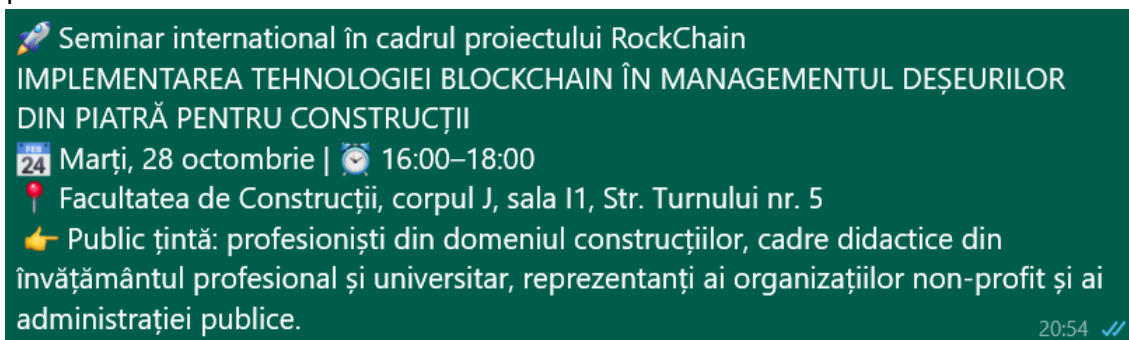 🚀 Seminar international în cadrul proiectului RockChain
IMPLEMENTAREA TEHNOLOGIEI BLOCKCHAIN ÎN MANAGEMENTUL DEȘEURILOR
DIN PIATRĂ PENTRU CONSTRUCȚII
📅 Marți, 28 octombrie | ⏰ 16:00–18:00
📍 Facultatea de Construcții, corpul J, sala I1, Str. Turnului nr. 5
👉 Public țintă: profesioniști din domeniul construcțiilor, cadre didactice din
învățământul profesional și universitar, reprezentanți ai organizațiilor non-profit și ai
administrației publice.
20:54